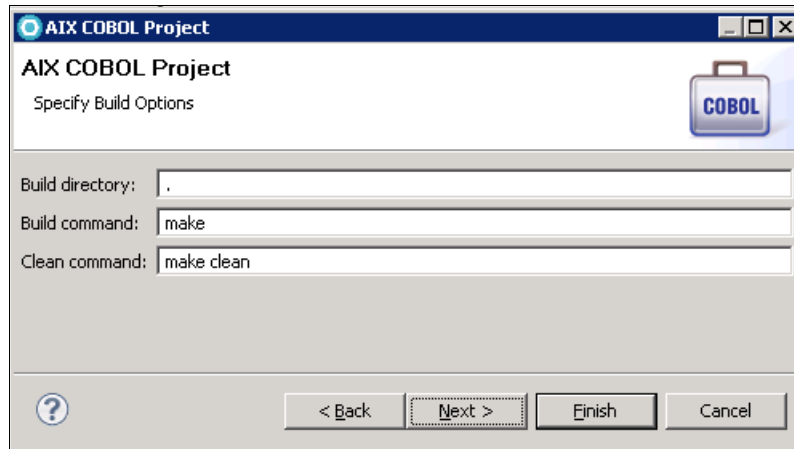 AIX COBOL Project
AIX COBOL Project
Specify Build Options
COBOL
Build directory: .
Build command: make
Clean command: make clean
? < Back Next > Finish Cancel